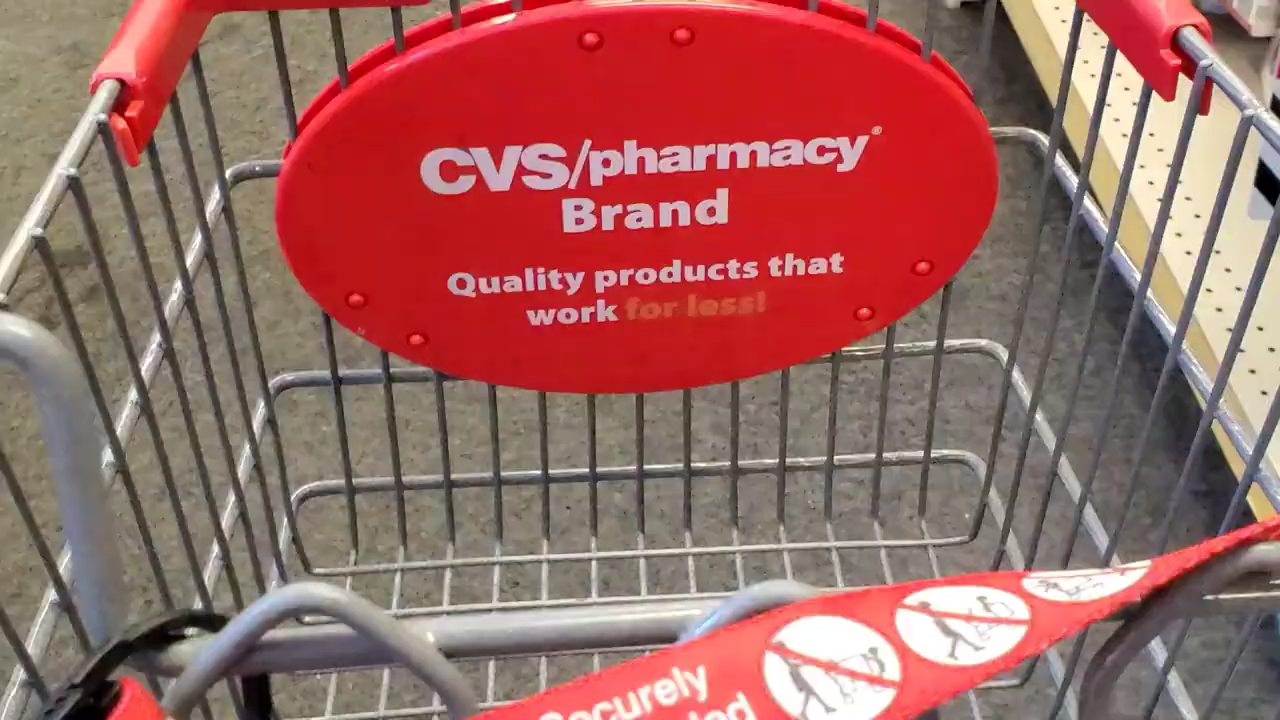 CVS/pharmacy®
Brand
Quality products that
work for less!
Securely